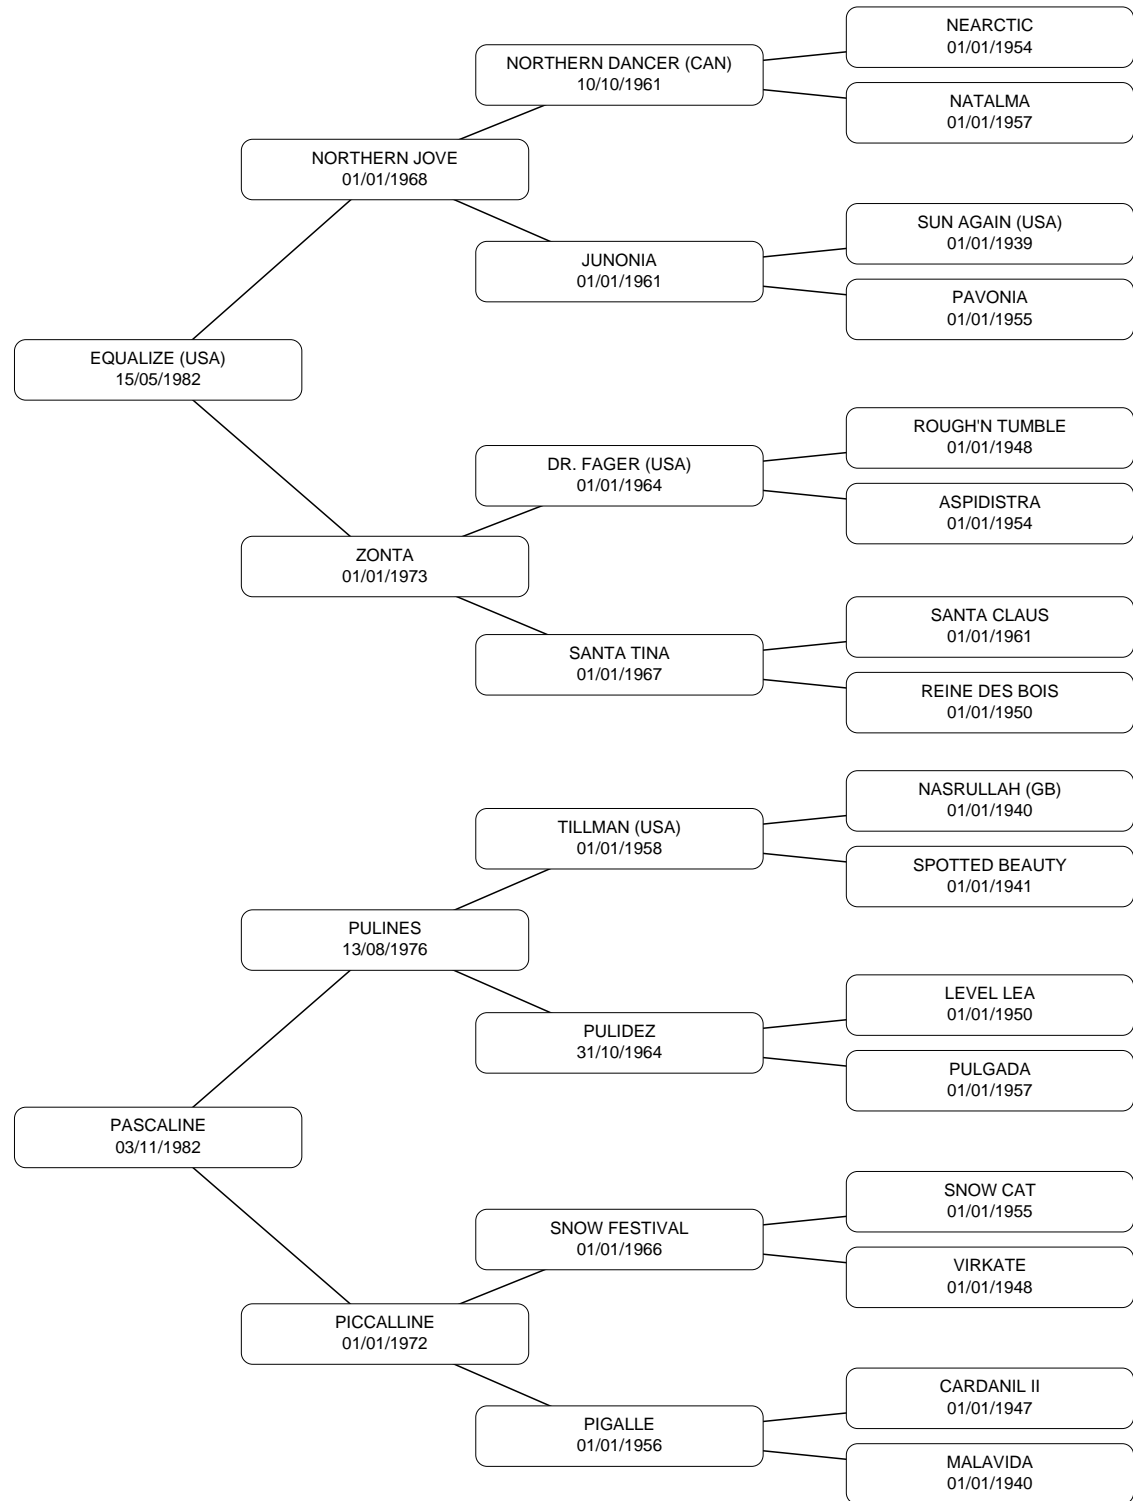 NEARCTIC
01/01/1954
NORTHERN DANCER (CAN)
10/10/1961
NATALMA
01/01/1957
NORTHERN JOVE
01/01/1968
SUN AGAIN (USA)
01/01/1939
JUNONIA
01/01/1961
PAVONIA
01/01/1955
EQUALIZE (USA)
15/05/1982
ROUGH'N TUMBLE
01/01/1948
DR. FAGER (USA)
01/01/1964
ASPIDISTRA
01/01/1954
ZONTA
01/01/1973
SANTA CLAUS
01/01/1961
SANTA TINA
01/01/1967
REINE DES BOIS
01/01/1950
NASRULLAH (GB)
01/01/1940
TILLMAN (USA)
01/01/1958
SPOTTED BEAUTY
01/01/1941
PULINES
13/08/1976
LEVEL LEA
01/01/1950
PULIDEZ
31/10/1964
PULGADA
01/01/1957
PASCALINE
03/11/1982
SNOW CAT
01/01/1955
SNOW FESTIVAL
01/01/1966
VIRKATE
01/01/1948
PICCALLINE
01/01/1972
CARDANIL II
01/01/1947
PIGALLE
01/01/1956
MALAVIDA
01/01/1940